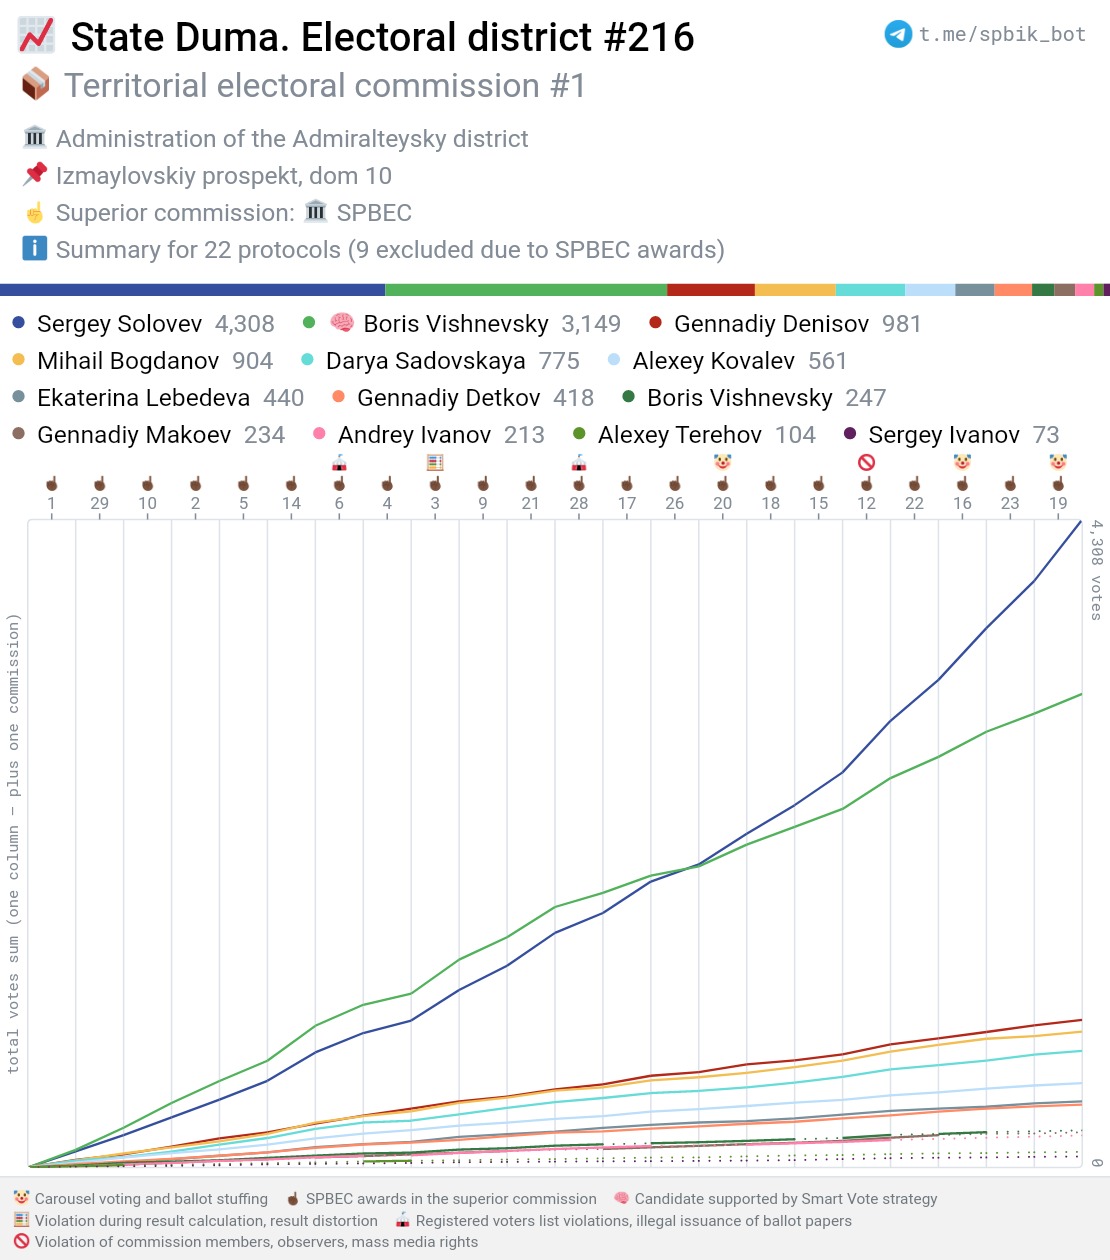 State Duma. Electoral district #216
t.me/spbik_bot
Territorial electoral commission #1
Administration of the Admiralteysky district
Izmaylovskiy prospekt, dom 10
Superior commission: SPBEC
Summary for 22 protocols (9 excluded due to SPBEC awards)
Sergey Solovev 4,308 Boris Vishnevsky 3,149 Gennadiy Denisov 981
Mihail Bogdanov 904 Darya Sadovskaya 775 Alexey Kovalev 561
Ekaterina Lebedeva 440 Gennadiy Detkov 418 Boris Vishnevsky 247
Gennadiy Makoev 234 Andrey Ivanov 213 Alexey Terehov 104 Sergey Ivanov 73
1 29 10 2 5 14 6 4 3 9 21 28 17 26 20 18 15 12 22 16 23 19
4,308 votes
total votes sum (one column – plus one commission)
0
Carousel voting and ballot stuffing SPBEC awards in the superior commission Candidate supported by Smart Vote strategy
Violation during result calculation, result distortion Registered voters list violations, illegal issuance of ballot papers
Violation of commission members, observers, mass media rights